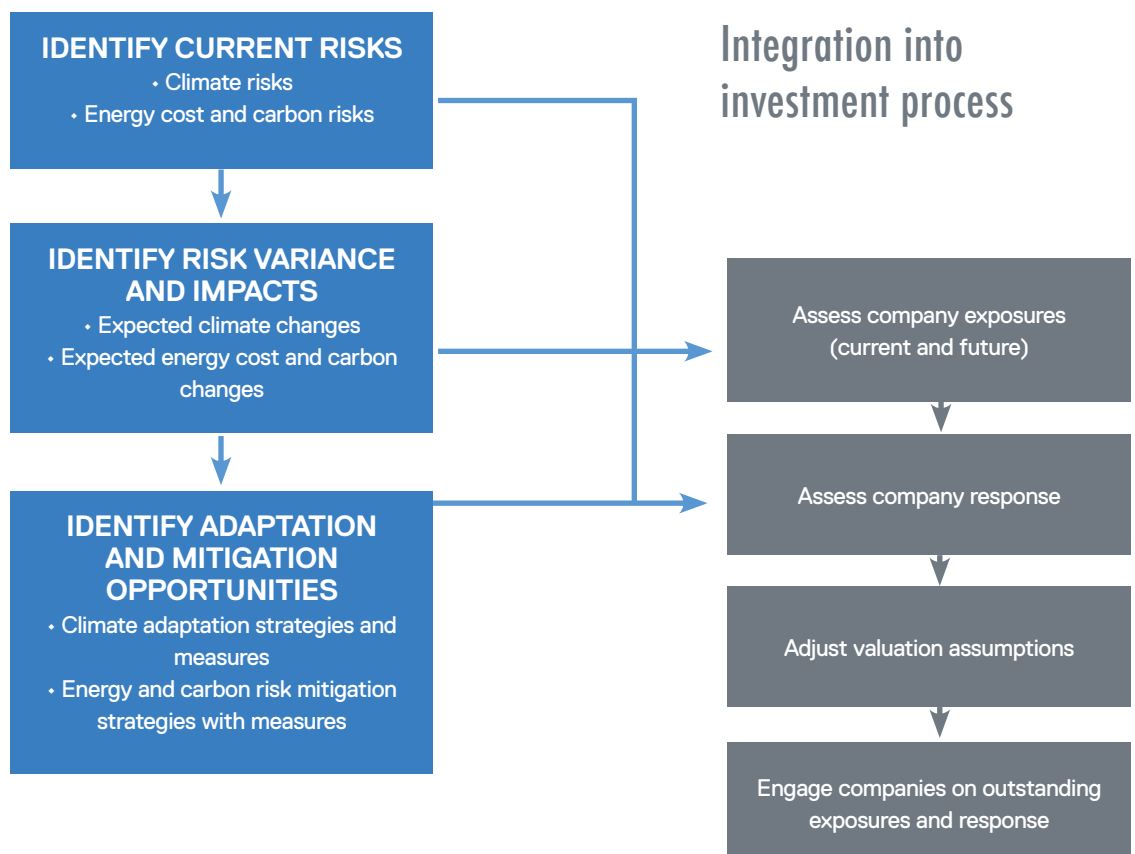 IDENTIFY CURRENT RISKS
• Climate risks
• Energy cost and carbon risks
IDENTIFY RISK VARIANCE
AND IMPACTS
• Expected climate changes
• Expected energy cost and carbon
changes
IDENTIFY ADAPTATION
AND MITIGATION
OPPORTUNITIES
• Climate adaptation strategies and
measures
• Energy and carbon risk mitigation
strategies with measures
Integration into
investment process
Assess company exposures
(current and future)
Assess company response
Adjust valuation assumptions
Engage companies on outstanding
exposures and response